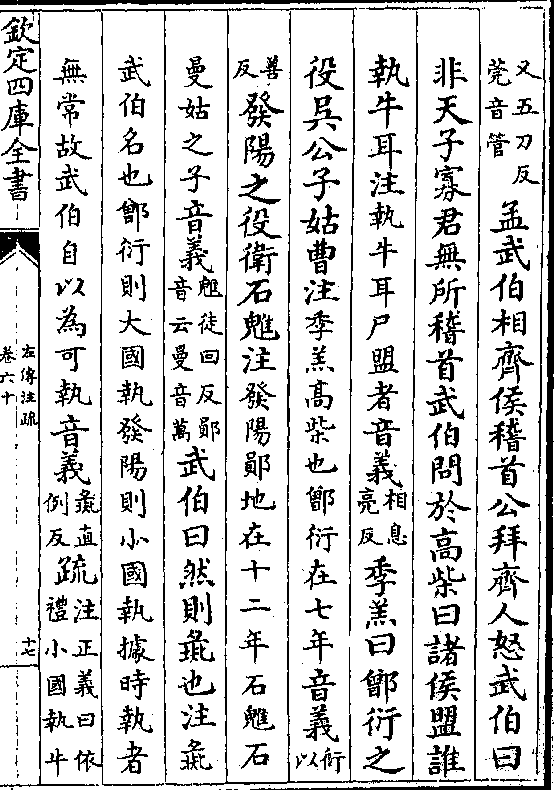 又五刀反
莞音管
孟武伯相齊侯稽首公拜齊人怒武伯曰
非天子寡君無所稽首武伯問於高柴曰諸侯盟誰
執牛耳注執牛耳尸盟者音義相息亮反季羔曰鄫衍之
役吳公子姑曹注季羔高柴也鄫衍在七年音義衍以
善反發陽之役衛石魋注發陽鄖地在十二年石魋石
曼姑之子音義魋徒回反鄖音云曼音萬武伯曰然則彘也注彘
武伯名也鄫衍則大國執發陽則小國執據時執者
無常故武伯自以為可執音義彘直例反疏注正義曰依禮小國執牛
欽定四庫全書
左傳注疏
卷六十
十七